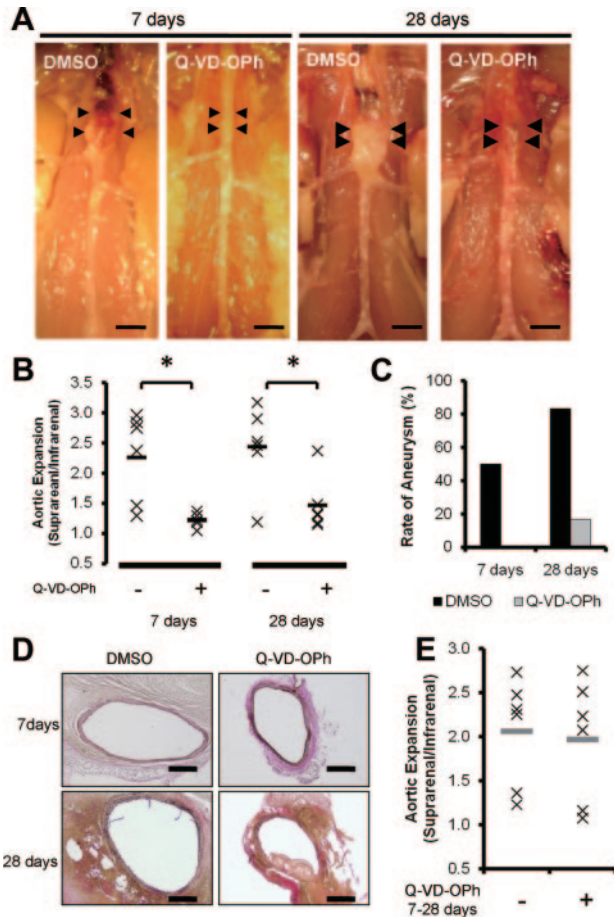 A
7 days
28 days
DMSO
Q-VD-OPh
DMSO
Q-VD-OPh
B
*
*
3.5
3.0
2.5
2.0
1.5
1.0
0.5
Aortic Expansion
(Suprareanl/Infrarenal)
Q-VD-OPh
-
+
-
+
7 days
28 days
C
100
80
60
40
20
0
Rate of Aneurysm (%)
7 days
28 days
DMSO
Q-VD-OPh
D
DMSO
Q-VD-OPh
7days
28 days
E
3.0
2.5
2.0
1.5
1.0
0.5
Aortic Expansion
(Suprarenal/Infrarenal)
Q-VD-OPh
7-28 days
-
+